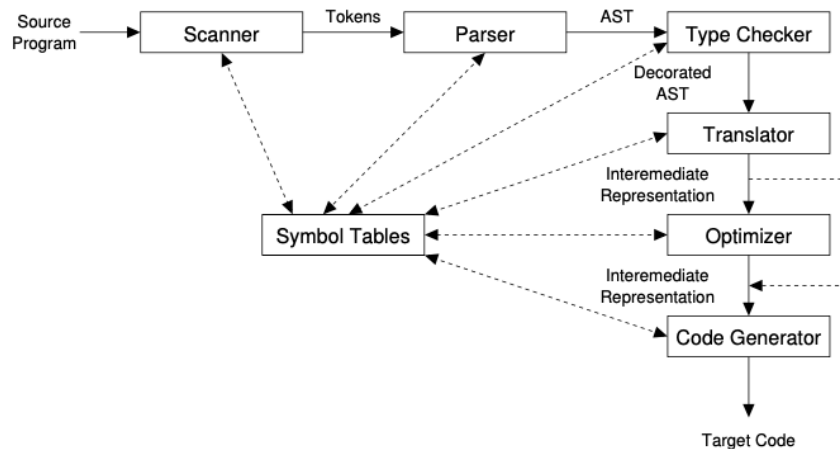 Source
Program
Scanner
Tokens
Parser
AST
Type Checker
Decorated
AST
Translator
Interemediate
Representation
Symbol Tables
Optimizer
Interemediate
Representation
Code Generator
Target Code